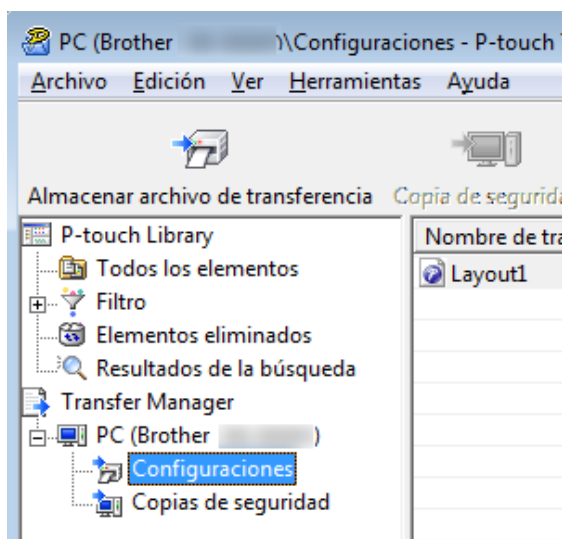 PC (Brother )\Configuraciones - P-touch
Archivo Edición Ver Herramientas Ayuda
Almacenar archivo de transferencia Copia de segurida
P-touch Library
Nombre de tra
Todos los elementos
Layout1
Filtro
Elementos eliminados
Resultados de la búsqueda
Transfer Manager
PC (Brother )
Configuraciones
Copias de seguridad